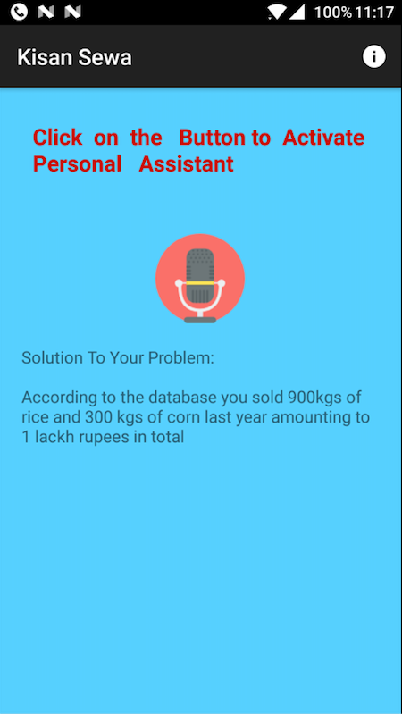 100% 11:17
Kisan Sewa
Click on the Button to Activate
Personal Assistant
Solution To Your Problem:
According to the database you sold 900kgs of
rice and 300 kgs of corn last year amounting to
1 lackh rupees in total